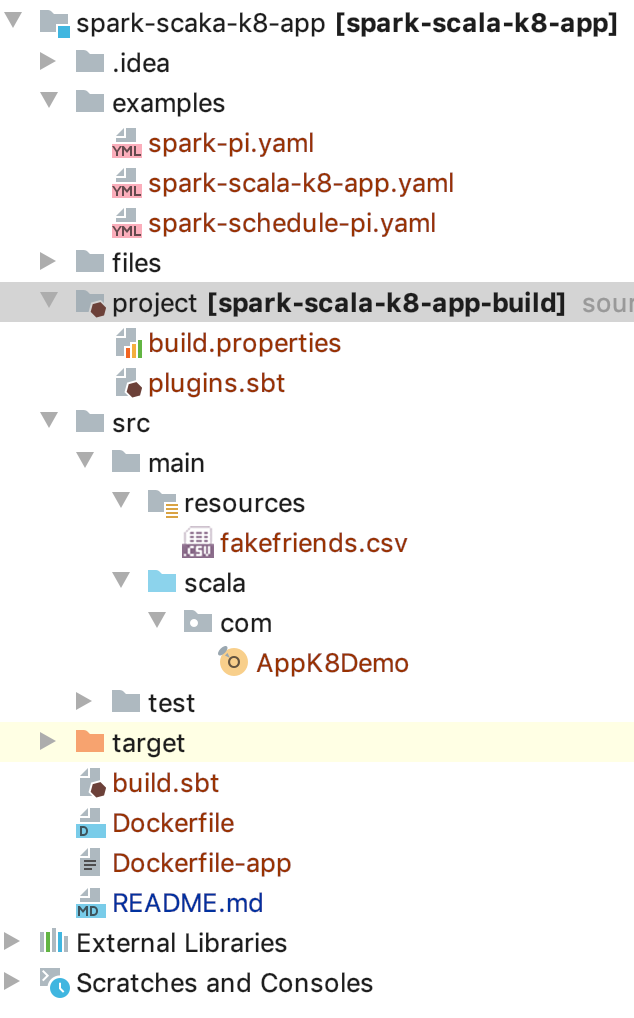 spark-scaka-k8-app [spark-scala-k8-app]
.idea
examples
YML spark-pi.yaml
YML spark-scala-k8-app.yaml
YML spark-schedule-pi.yaml
files
project [spark-scala-k8-app-build] sour
build.properties
plugins.sbt
src
main
resources
.CSV fakefriends.csv
scala
com
O AppK8Demo
test
target
build.sbt
D Dockerfile
Dockerfile-app
MD README.md
External Libraries
Scratches and Consoles